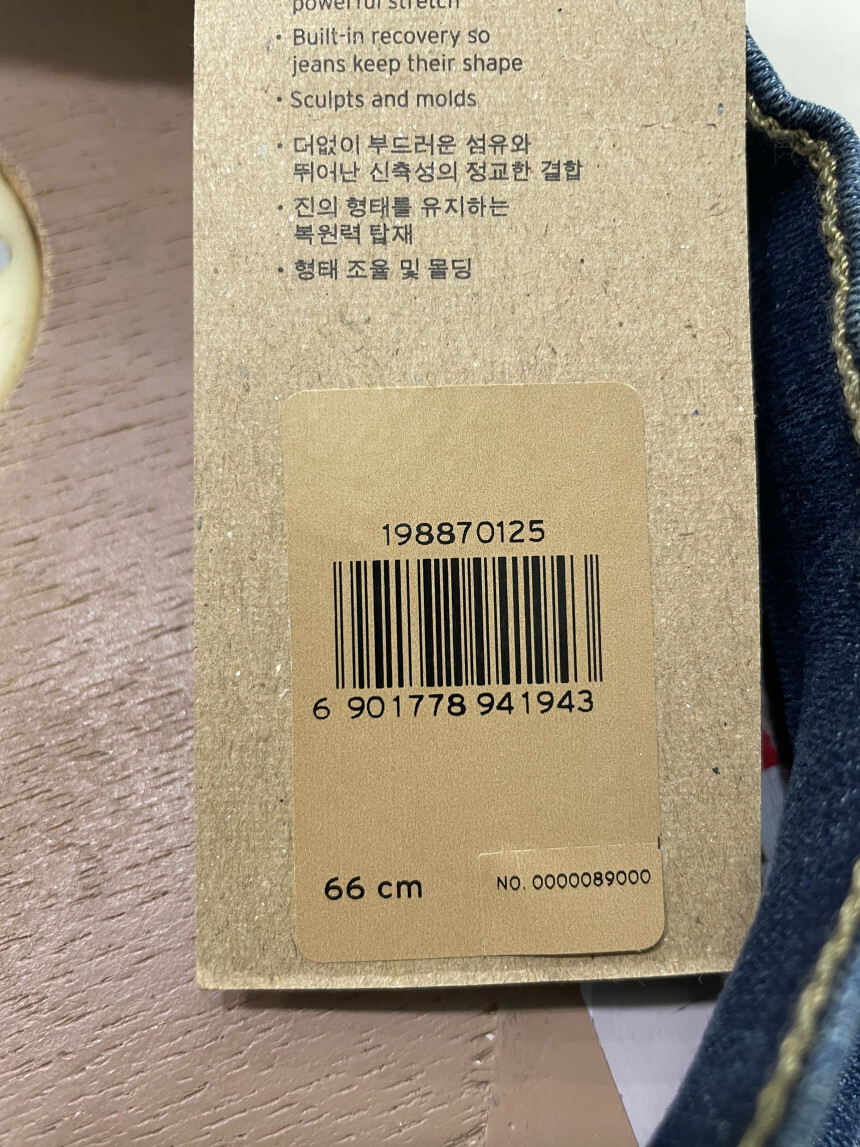 powerful stretch
• Built-in recovery so
jeans keep their shape
• Sculpts and molds
• 더없이 부드러운 섬유와
뛰어난 신축성의 정교한 결합
• 진의 형태를 유지하는
복원력 탑재
• 형태 조율 및 몰딩
198870125
6 901778 941943
66 cm
NO. 0000089000